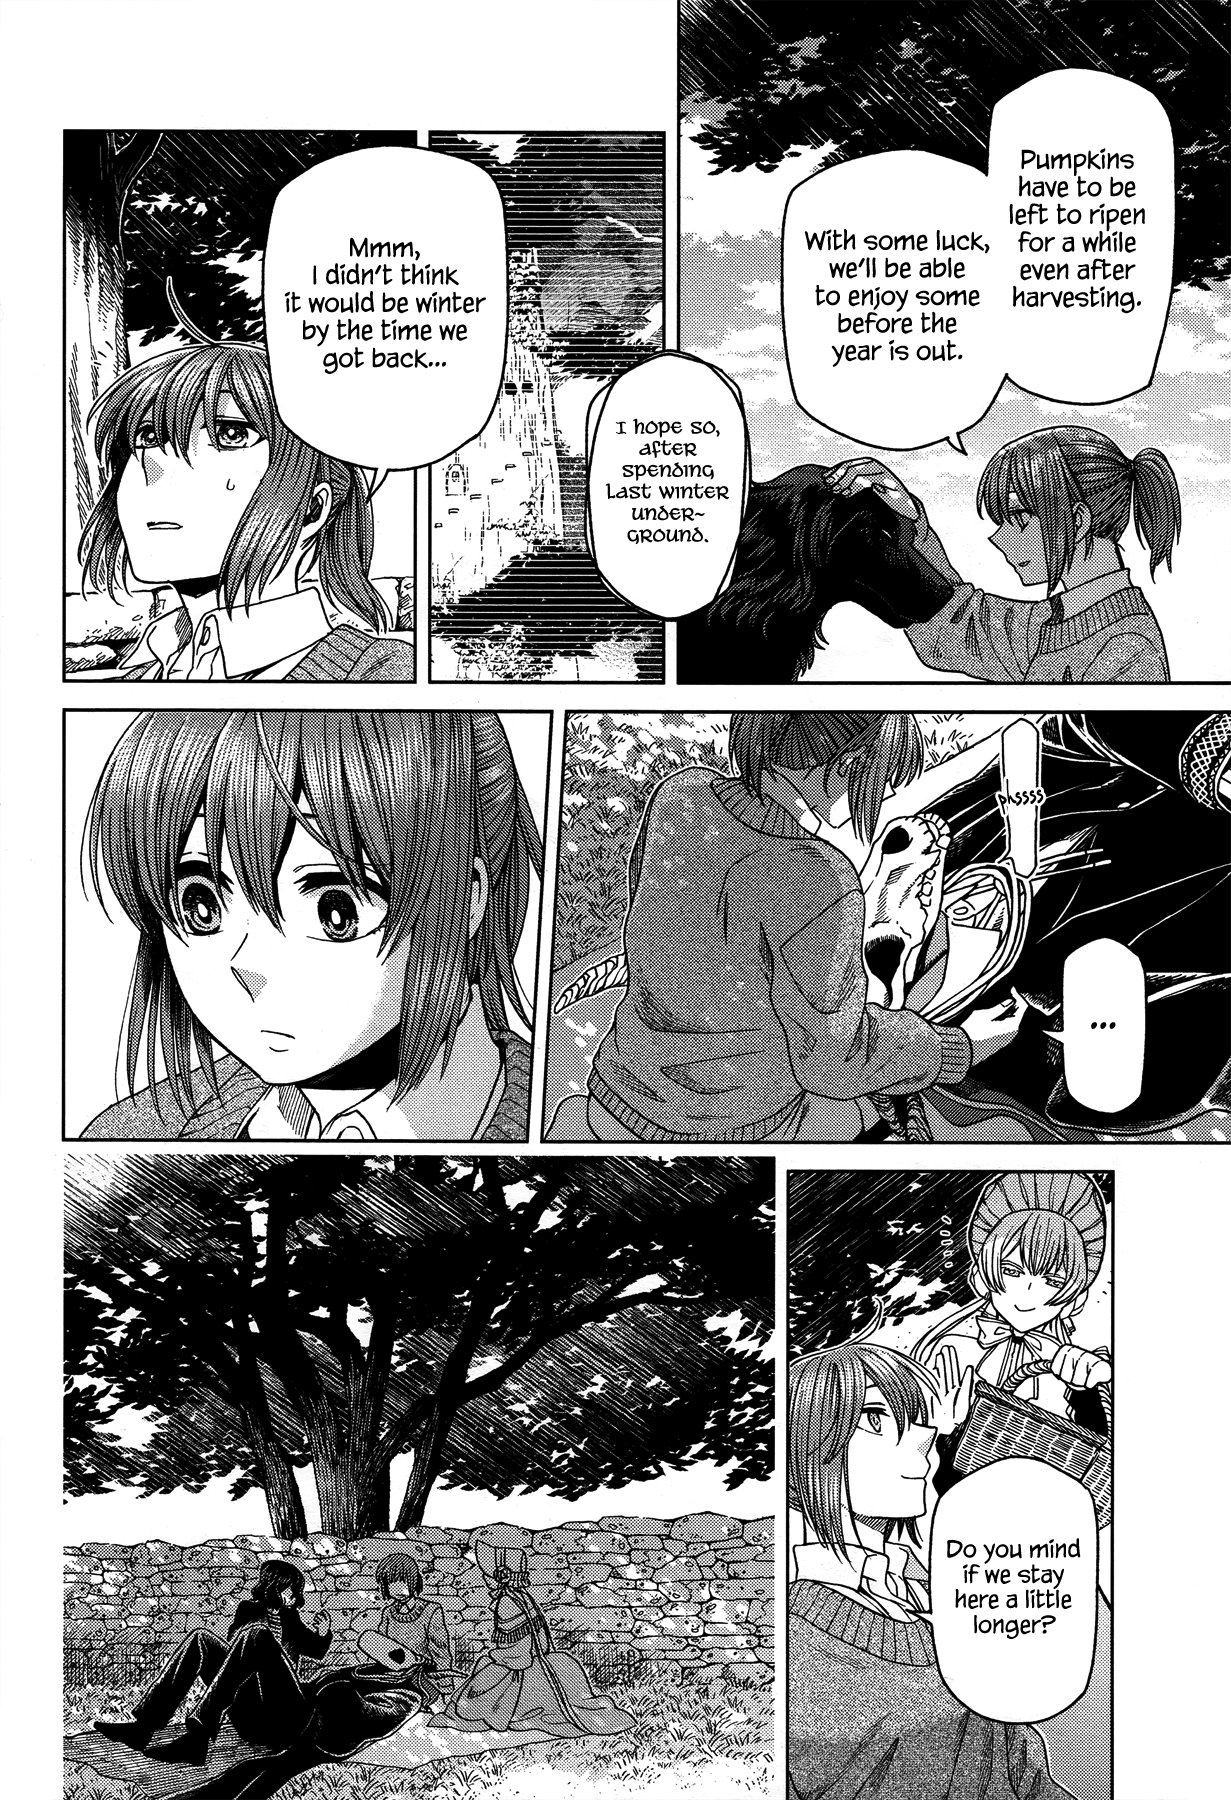 Pumpkins
have to be
left to ripen
for a while
even after
harvesting.
With some luck,
we'll be able
to enjoy some
before the
year is out.
I hope so,
after
spending
last winter
under~
ground.
Mmm,
I didn't think
it would be winter
by the time we
got back...
phssss
...
Do you mind
if we stay
here a little
longer?